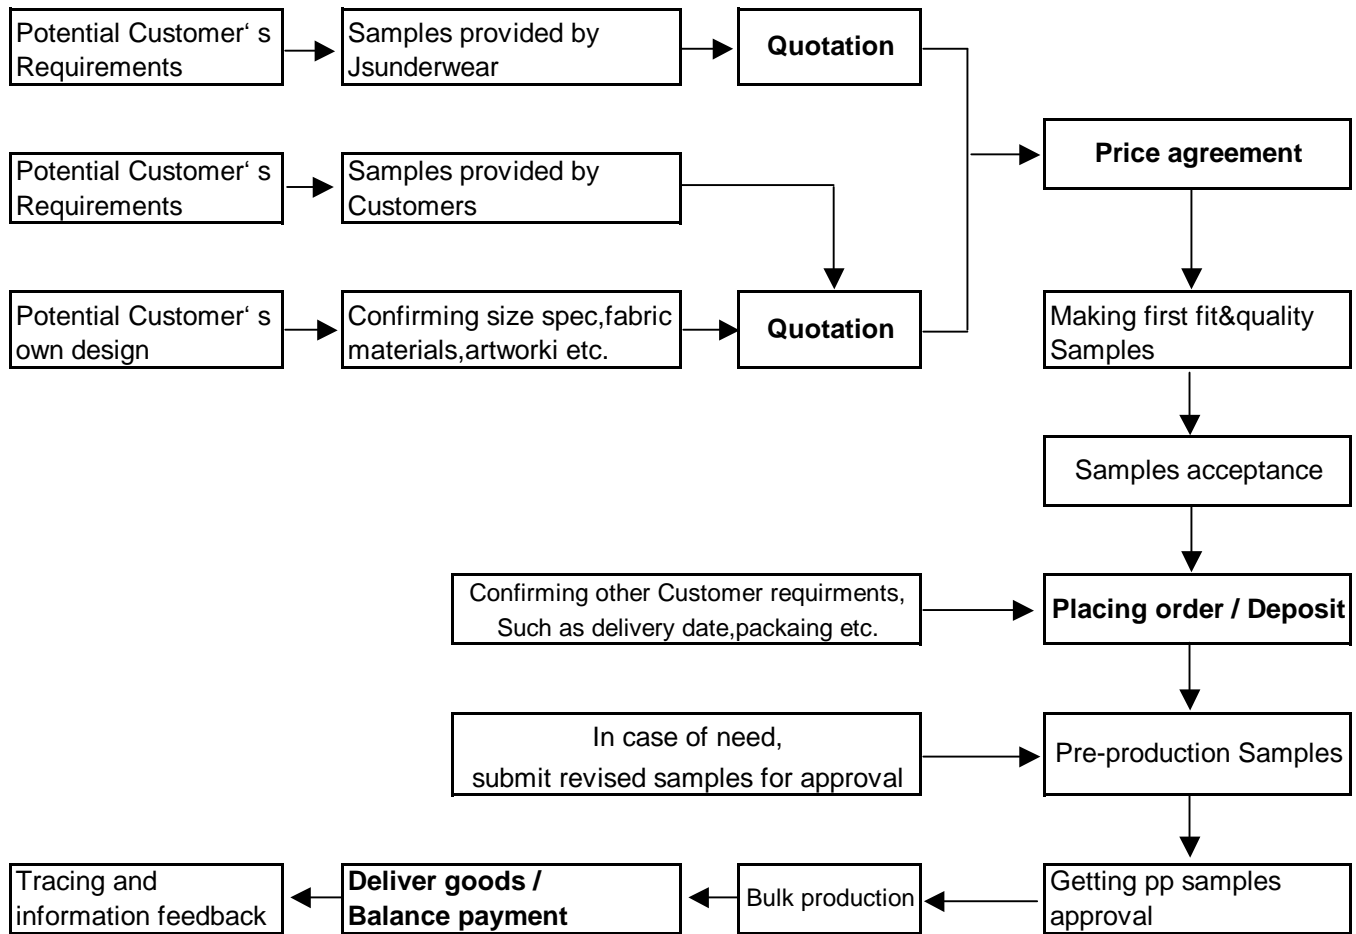 Potential Customer‘ s
Requirements
Samples provided by
Jsunderwear
Quotation
Price agreement
Potential Customer‘ s
Requirements
Samples provided by
Customers
Potential Customer‘ s
own design
Confirming size spec,fabric
materials,artworki etc.
Quotation
Making first fit&quality
Samples
Samples acceptance
Confirming other Customer requirments,
Such as delivery date,packaing etc.
Placing order / Deposit
In case of need,
submit revised samples for approval
Pre-production Samples
Tracing and
information feedback
Deliver goods /
Balance payment
Bulk production
Getting pp samples
approval